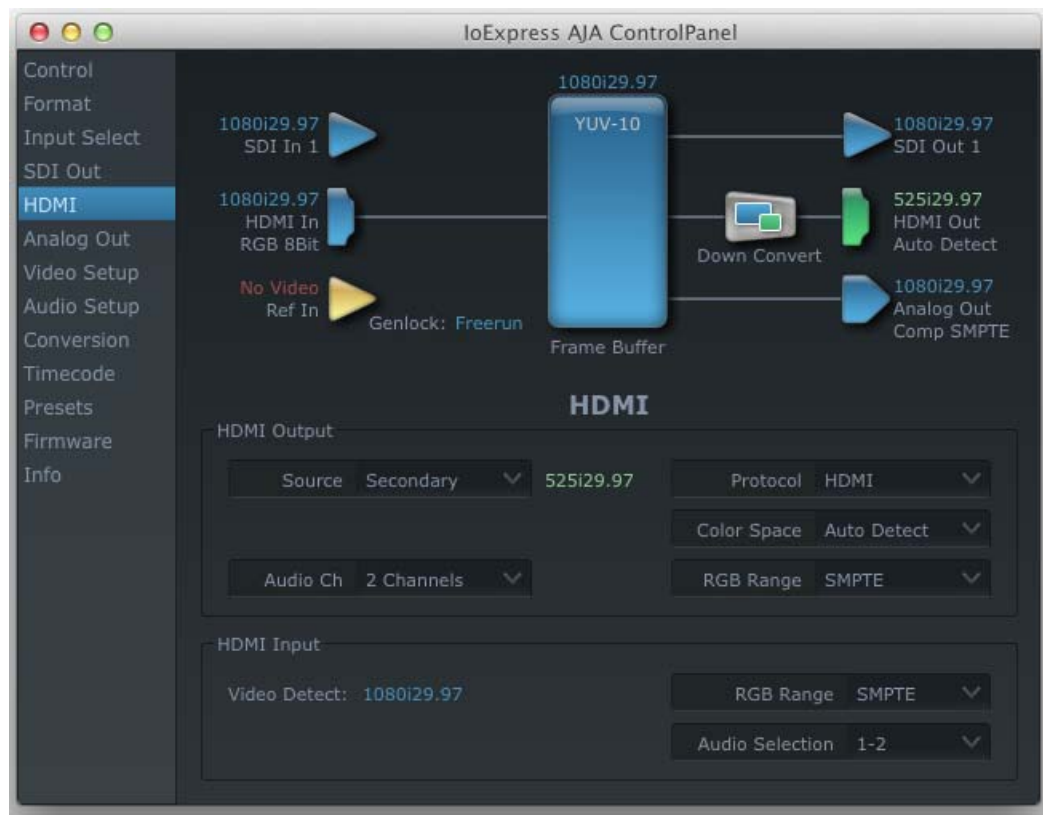 IoExpress AJA ControlPanel
Control
Format
Input Select
SDI Out
HDMI
Analog Out
Video Setup
Audio Setup
Conversion
Timecode
Presets
Firmware
Info
1080i29.97
YUV-10
Frame Buffer
1080i29.97
SDI In 1
1080i29.97
HDMI In
RGB 8Bit
No Video
Ref In
Genlock: Freerun
Down Convert
1080i29.97
SDI Out 1
525i29.97
HDMI Out
Auto Detect
1080i29.97
Analog Out
Comp SMPTE
HDMI
HDMI Output
Source Secondary 525i29.97 Protocol HDMI
Color Space Auto Detect
Audio Ch 2 Channels RGB Range SMPTE
HDMI Input
Video Detect: 1080i29.97 RGB Range SMPTE
Audio Selection 1-2